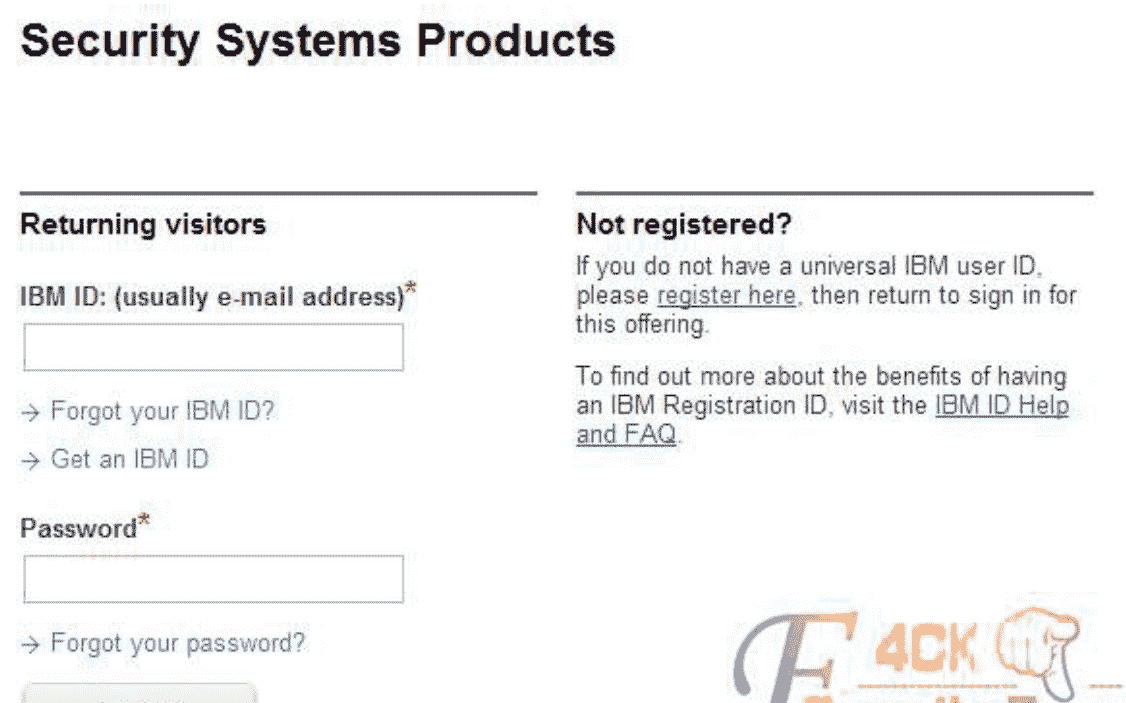 Security Systems Products
Returning visitors
IBM ID: (usually e-mail address)*
→ Forgot your IBM ID?
→ Get an IBM ID
Password*
→ Forgot your password?
Not registered?
If you do not have a universal IBM user ID,
please register here, then return to sign in for
this offering.
To find out more about the benefits of having
an IBM Registration ID, visit the IBM ID Help
and FAQ.
F4CK